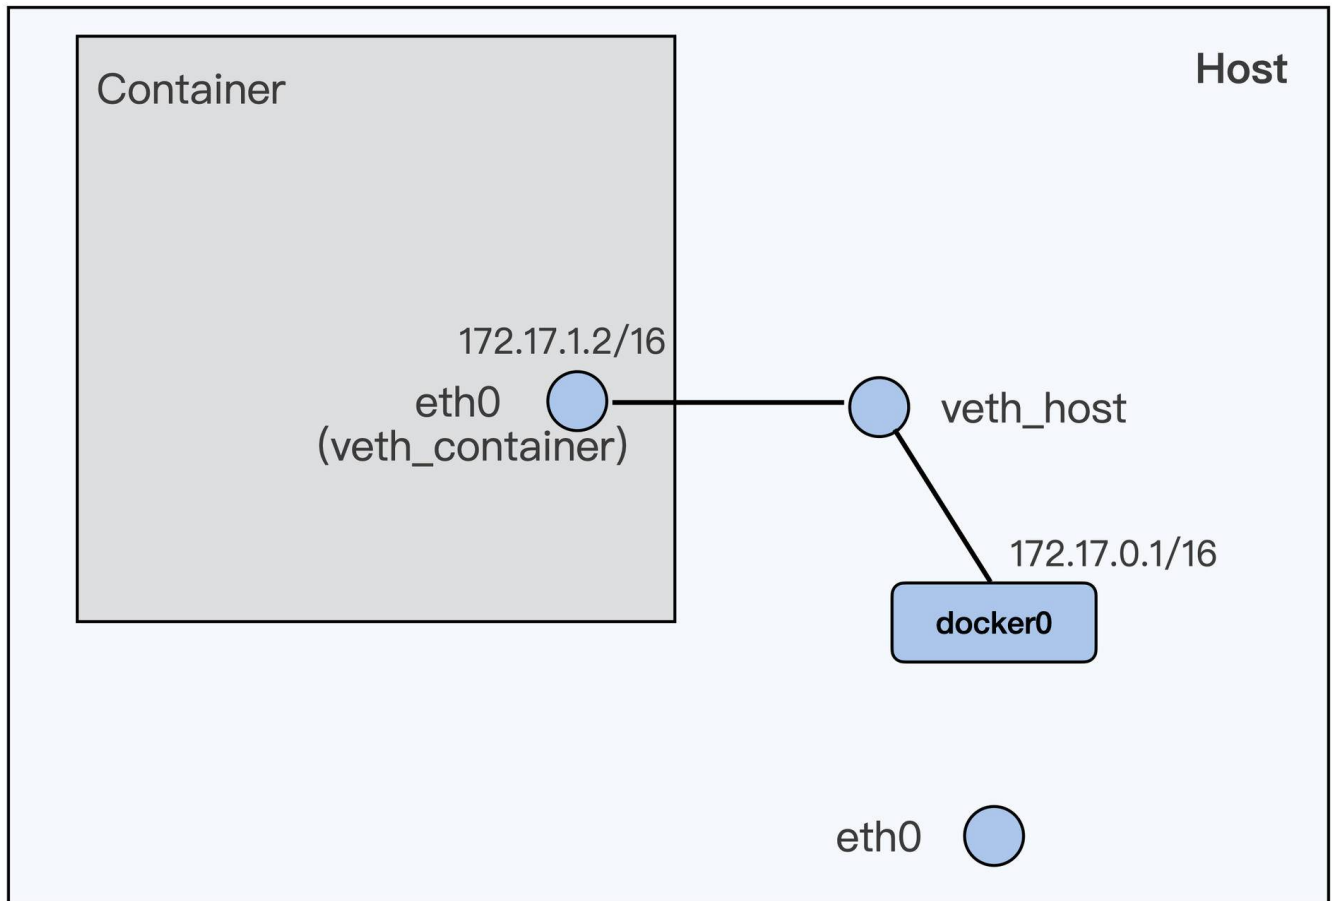 Host
Container
172.17.1.2/16
eth0
(veth_container)
veth_host
172.17.0.1/16
docker0
eth0